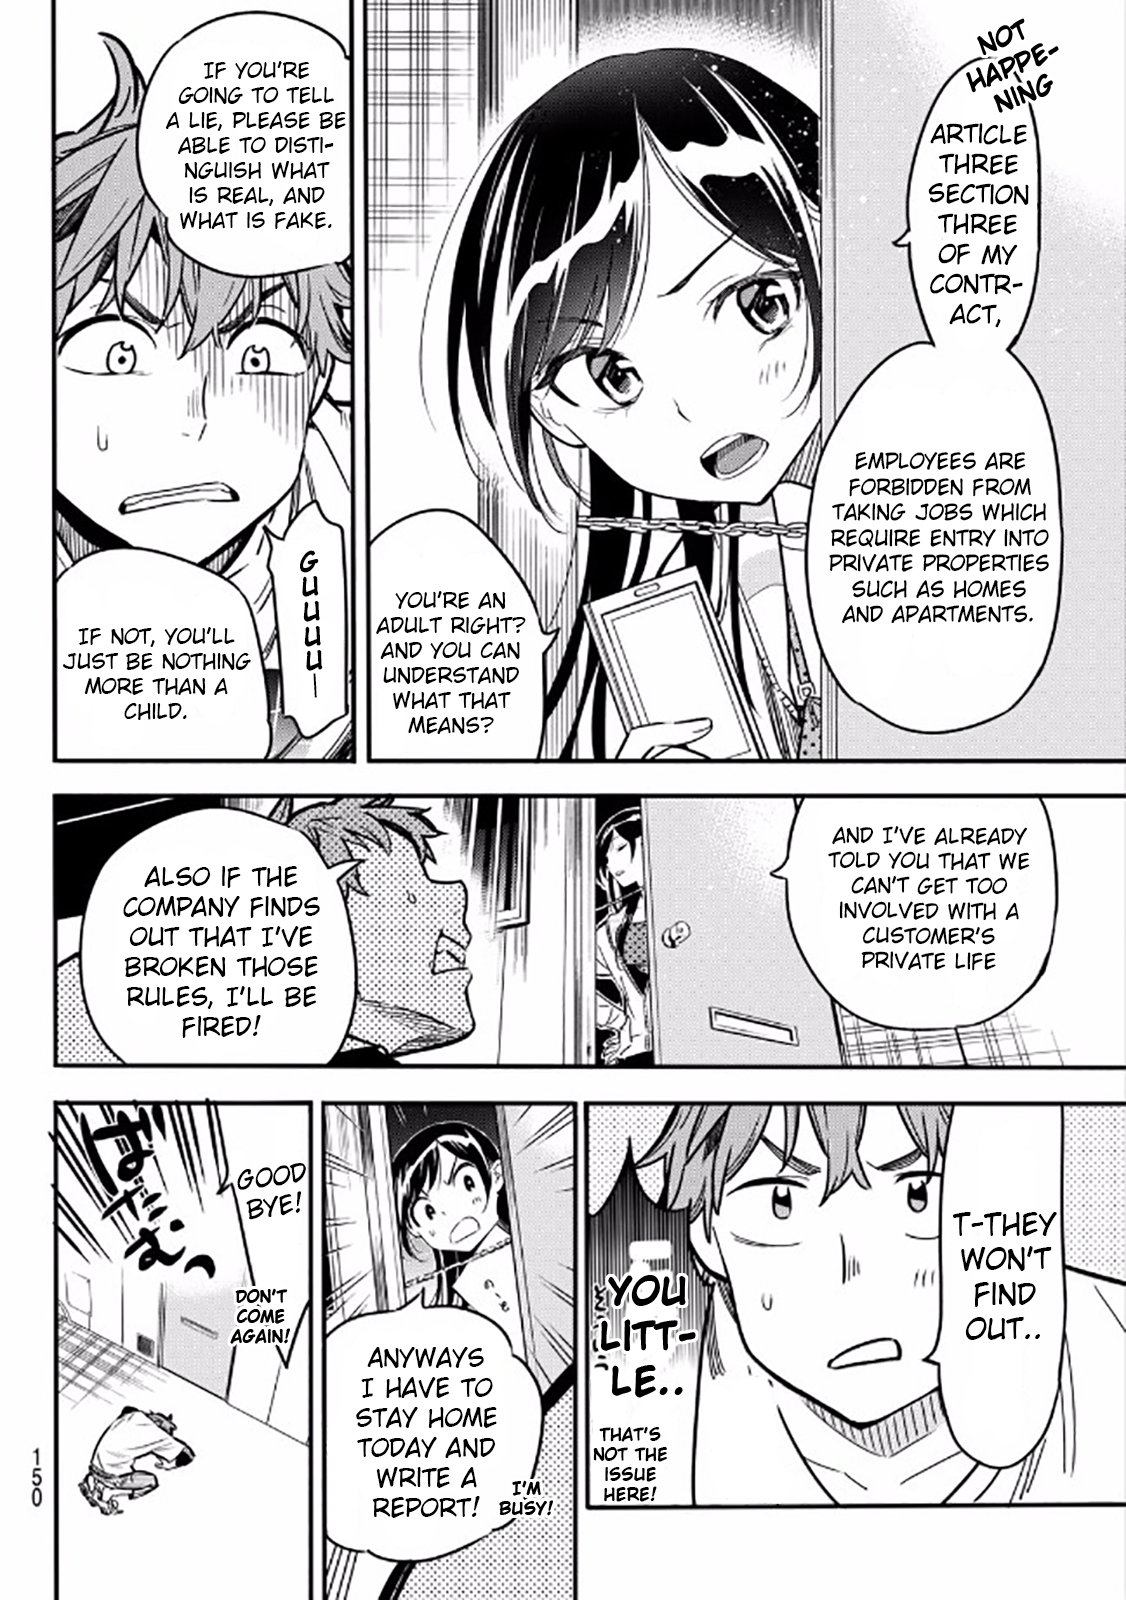 NOT
HAPPE-
NING
ARTICLE
THREE
SECTION
THREE
OF MY
CONTR-
ACT,
EMPLOYEES ARE
FORBIDDEN FROM
TAKING JOBS WHICH
REQUIRE ENTRY INTO
PRIVATE PROPERTIES
SUCH AS HOMES
AND APARTMENTS.
YOU'RE AN
ADULT RIGHT?
AND YOU CAN
UNDERSTAND
WHAT THAT
MEANS?
IF YOU'RE
GOING TO TELL
A LIE, PLEASE BE
ABLE TO DISTI-
NGUISH WHAT
IS REAL, AND
WHAT IS FAKE.
GUUUU—
IF NOT, YOU'LL
JUST BE NOTHING
MORE THAN A
CHILD.
AND I'VE ALREADY
TOLD YOU THAT WE
CAN'T GET TOO
INVOLVED WITH A
CUSTOMER'S
PRIVATE LIFE
ALSO IF THE
COMPANY FINDS
OUT THAT I'VE
BROKEN THOSE
RULES, I'LL BE
FIRED!
T-THEY
WON'T
FIND
OUT..
YOU
LITT-
LE..
THAT'S
NOT THE
ISSUE
HERE!
ANYWAYS
I HAVE TO
STAY HOME
TODAY AND
WRITE A
REPORT!
I'M
BUSY!
GOOD
BYE!
DON'T
COME
AGAIN!
ばだむっ
150